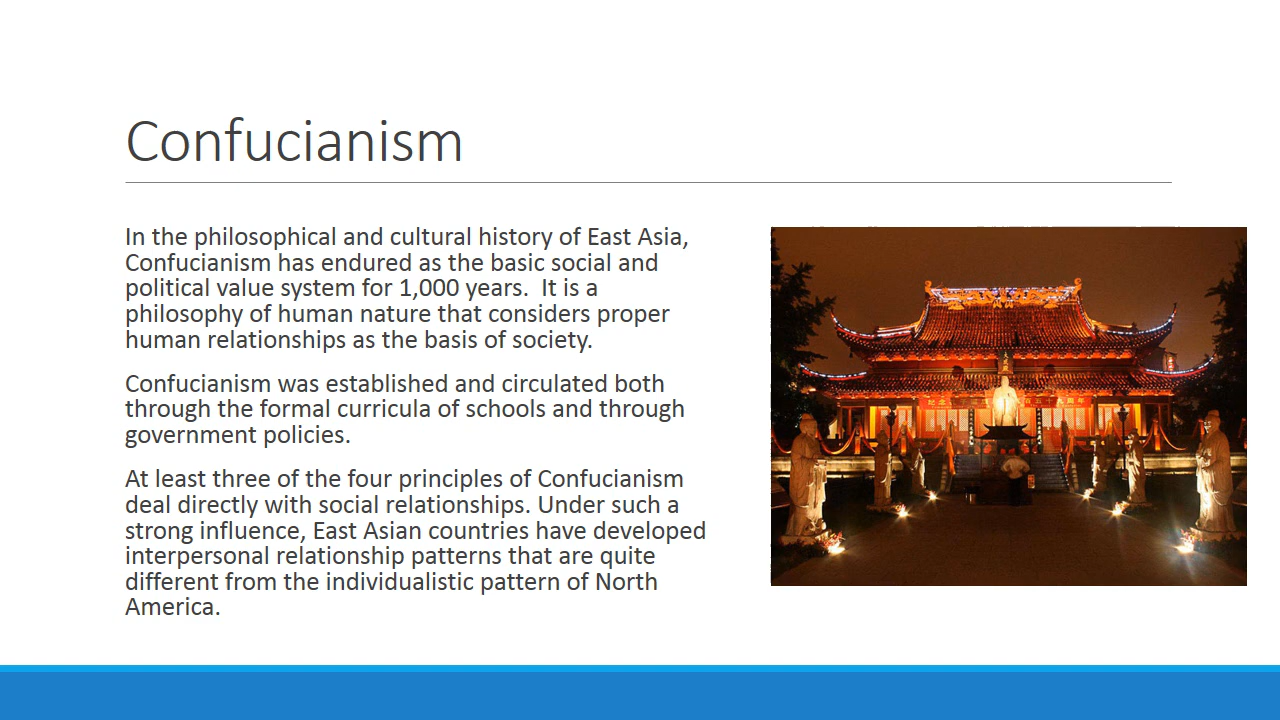 Confucianism
In the philosophical and cultural history of East Asia,
Confucianism has endured as the basic social and
political value system for 1,000 years.  It is a
philosophy of human nature that considers proper
human relationships as the basis of society.
Confucianism was established and circulated both
through the formal curricula of schools and through
government policies.
At least three of the four principles of Confucianism
deal directly with social relationships. Under such a
strong influence, East Asian countries have developed
interpersonal relationship patterns that are quite
different from the individualistic pattern of North
America.